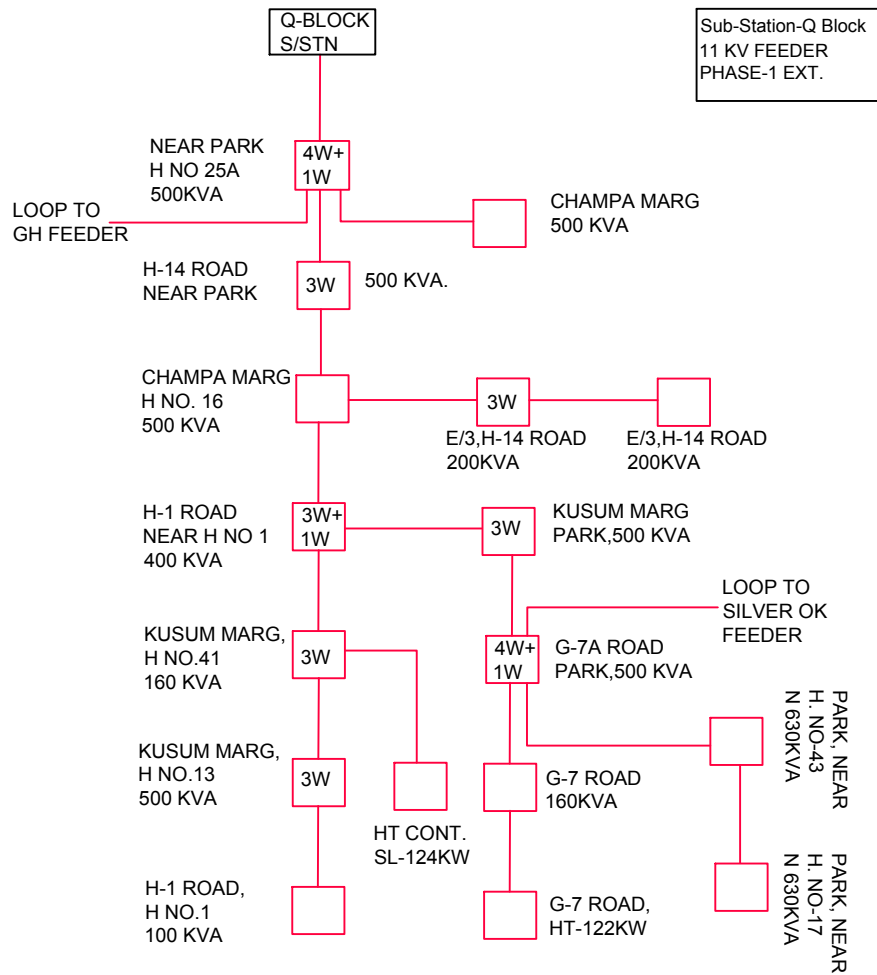 Q-BLOCK
S/STN
Sub-Station-Q Block
11 KV FEEDER
PHASE-1 EXT.
NEAR PARK
H NO 25A
500KVA
4W+
1W
LOOP TO
GH FEEDER
CHAMPA MARG
500 KVA
H-14 ROAD
NEAR PARK
3W
500 KVA.
CHAMPA MARG
H NO. 16
500 KVA
3W
E/3,H-14 ROAD
200KVA
E/3,H-14 ROAD
200KVA
H-1 ROAD
NEAR H NO 1
400 KVA
3W+
1W
3W
KUSUM MARG
PARK,500 KVA
LOOP TO
SILVER OK
FEEDER
KUSUM MARG,
H NO.41
160 KVA
3W
4W+
1W
G-7A ROAD
PARK,500 KVA
PARK, NEAR
H. NO-43
N 630KVA
KUSUM MARG,
H NO.13
500 KVA
3W
HT CONT.
SL-124KW
G-7 ROAD
160KVA
H-1 ROAD,
H NO.1
100 KVA
G-7 ROAD,
HT-122KW
PARK, NEAR
H. NO-17
N 630KVA